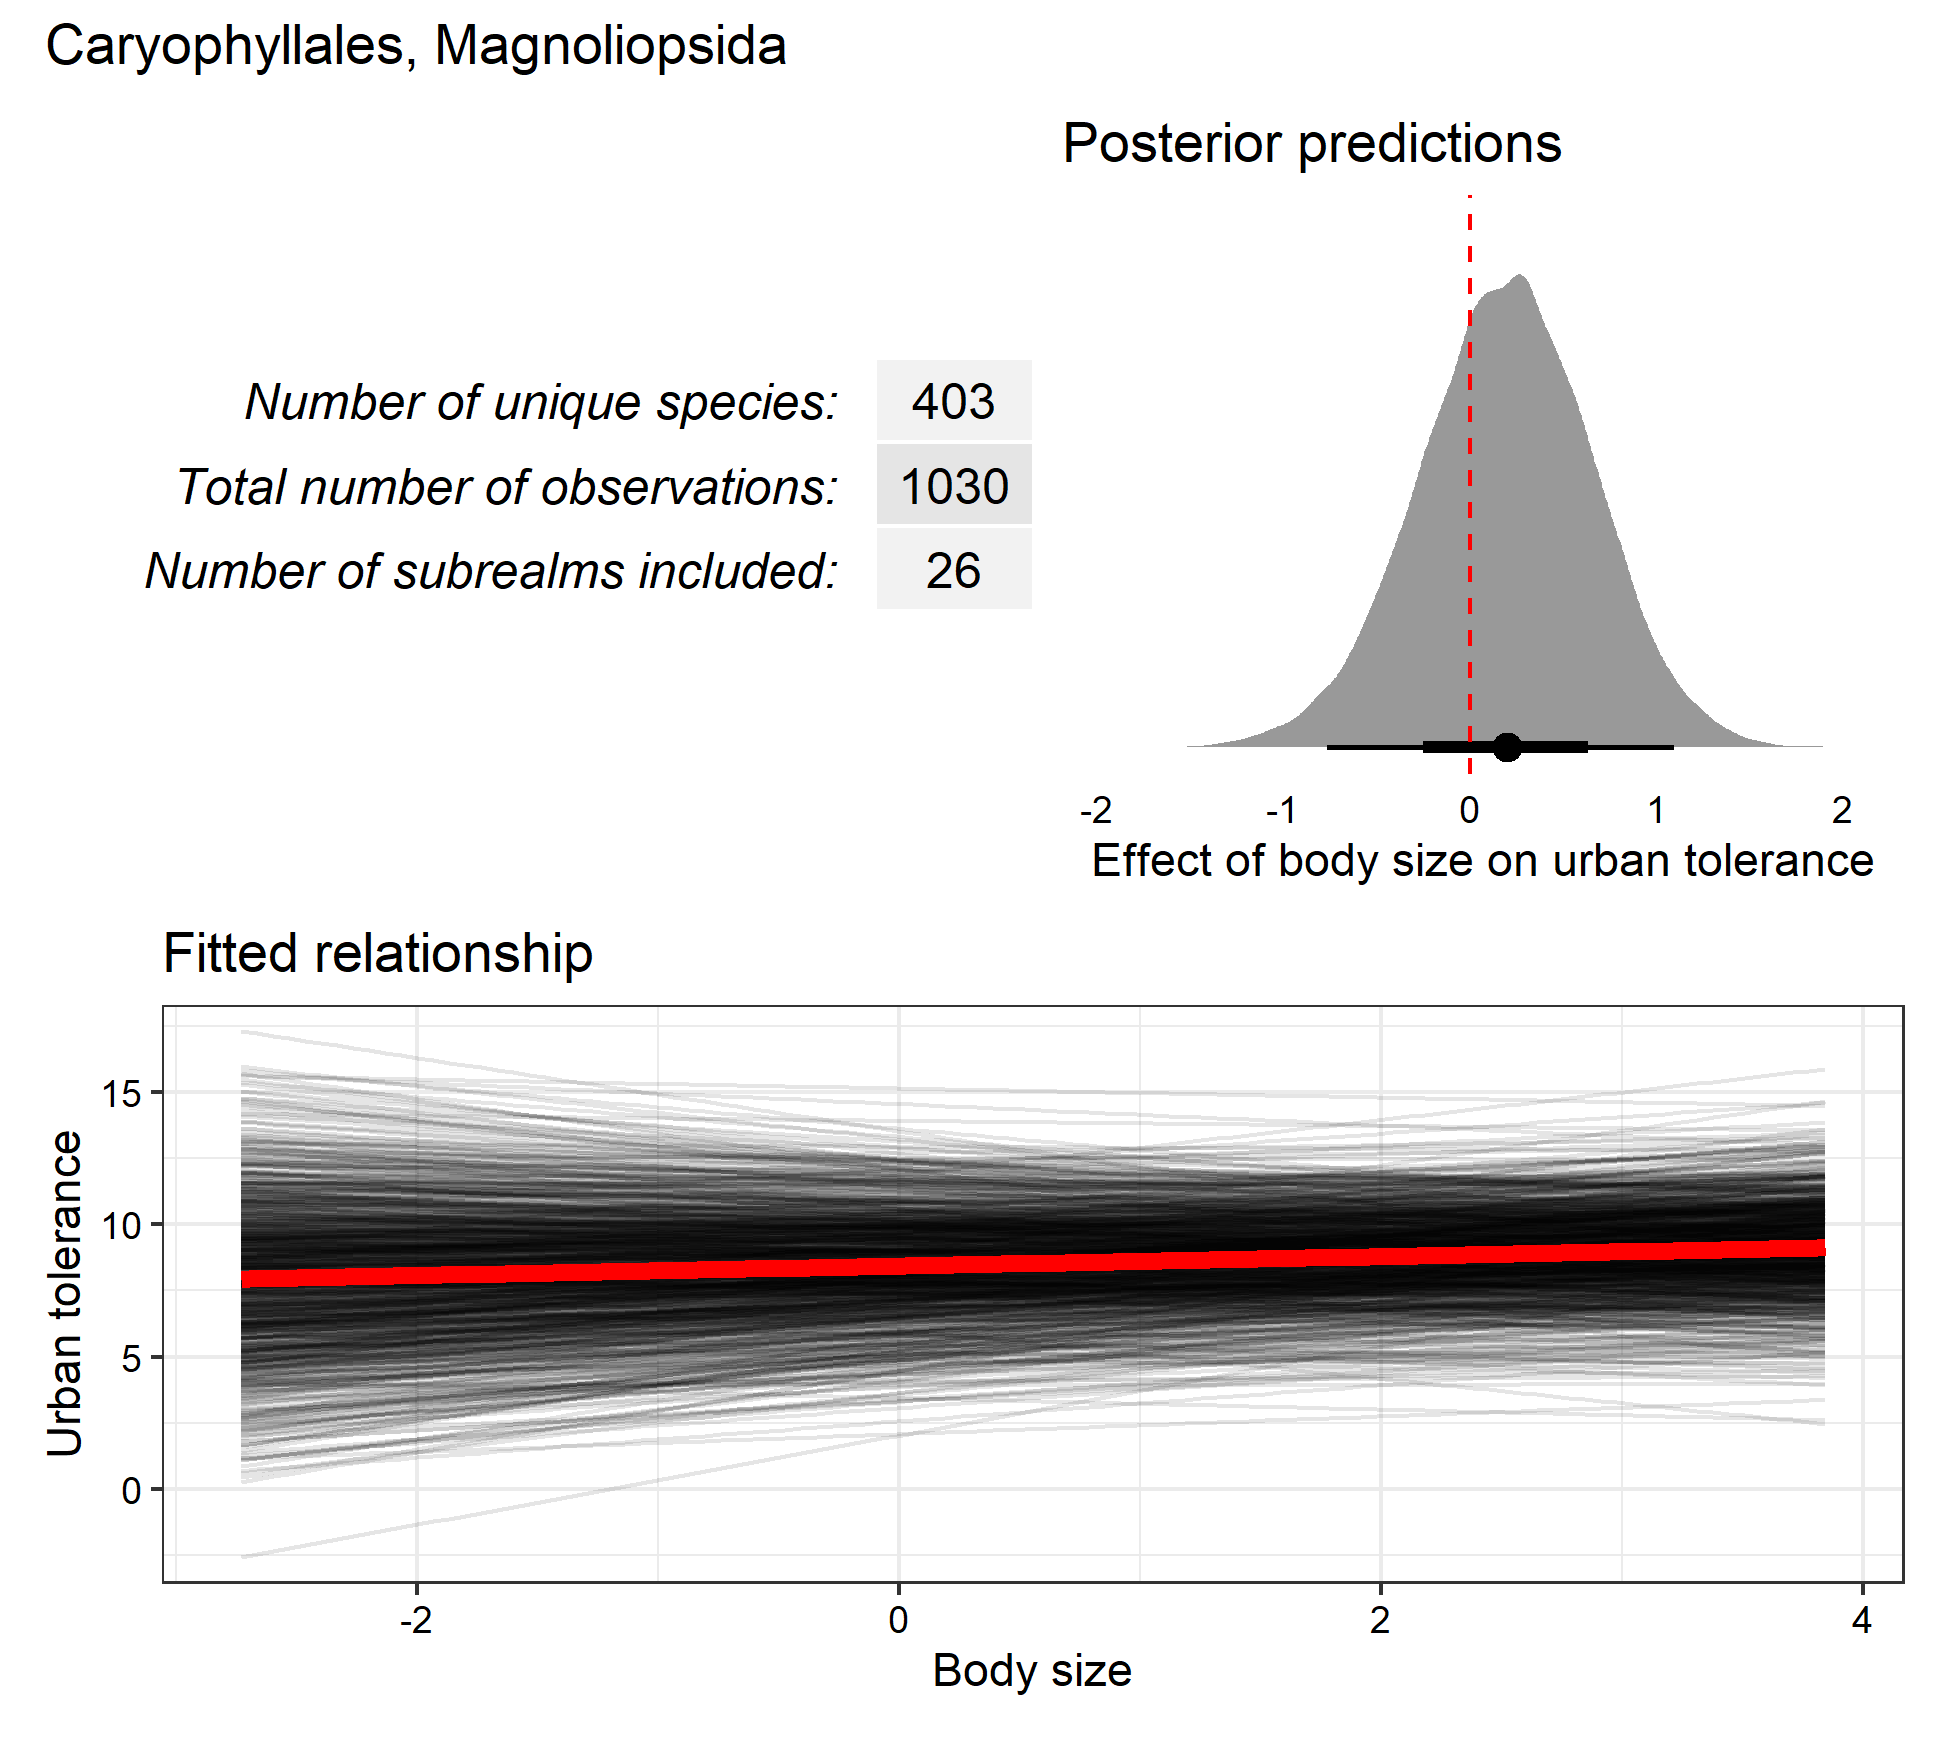 Caryophyllales, Magnoliopsida
Posterior predictions
Number of unique species: 403
Total number of observations: 1030
Number of subrealms included: 26
-2 -1 0 1 2
Effect of body size on urban tolerance
Fitted relationship
Urban tolerance
15
10
5
0
-2 0 2 4
Body size